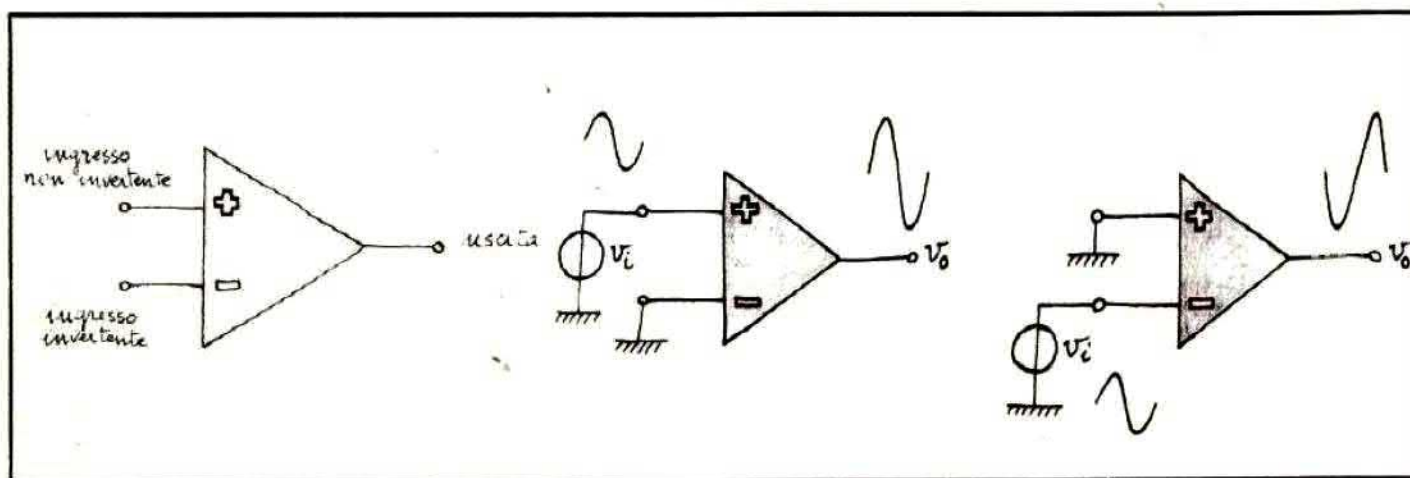 ingresso
non invertente
+
−
ingresso
invertente
uscita
vi
+
−
vo
+
−
vi
vo